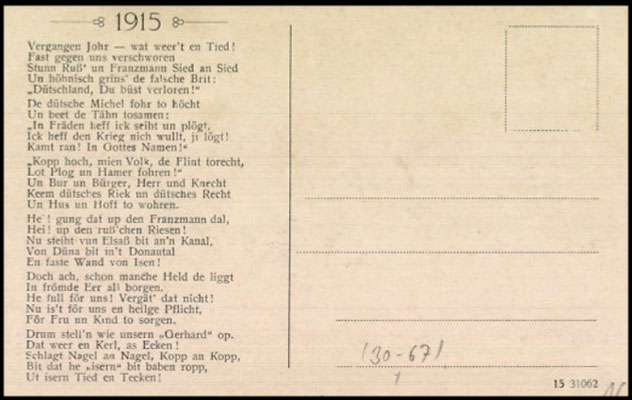 1915
Vergangen Johr — wat weer't en Tied!
Fast gegen uns verschworen
Stunn Ruß' un Franzmann Sied an Sied
Un höhnisch grins' de falsche Brit:
„Dütschland, Du büst verloren!"
De dütsche Michel fohr to höcht
Un beet de Tähn tosamen:
„In Fräden heff ick seiht un plögt,
Ick heff den Krieg nich wullt, ji lögt!
Kamt ran! In Gottes Namen!"
„Kopp hoch, mien Volk, de Flint torecht,
Lot Plog un Hamer fohren!"
Un Bur un Bürger, Herr und Knecht
Keem dütsches Riek un dütsches Recht
Un Hus un Hoff to wohren.
He! gung dat up den Franzmann dal,
Hei! up den ruß'chen Riesen!
Nu steiht vun Elsaß bit an'n Kanal,
Von Düna bit in't Donautal
En faste Wand von Isen!
Doch ach, schon manche Held de liggt
In frömde Eer all borgen.
He full för uns! Vergät' dat nicht!
Nu is't för uns en heilge Pflicht,
För Fru un Kind to sorgen.
Drum stell'n wie unsern „Gerhard" op.
Dat weer en Kerl, as Eeken!
Schlagt Nagel an Nagel, Kopp an Kopp,
Bit dat he „isern" bit baben ropp,
Ut isern Tied en Teeken!
(30-67)
15 31062